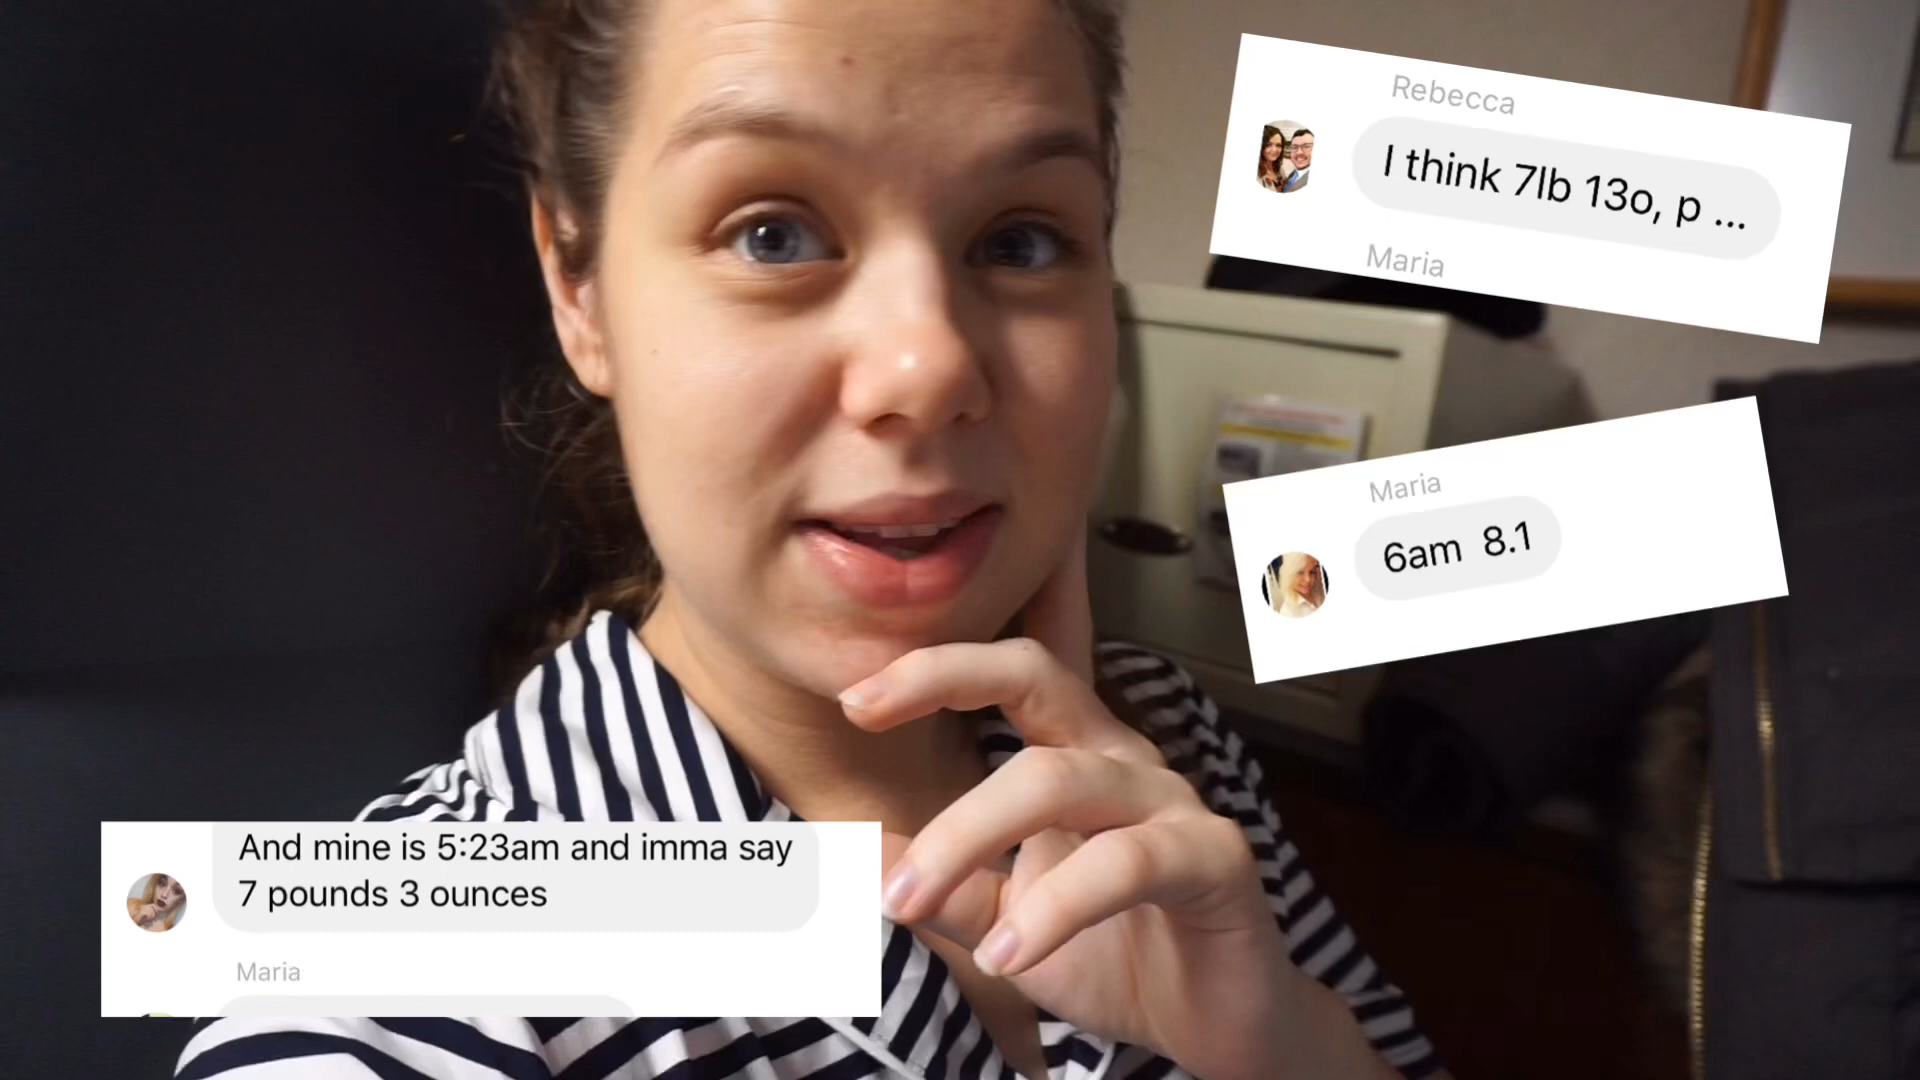 Rebecca
I think 7lb 13o, p ...
Maria
Maria
6am 8.1
And mine is 5:23am and imma say
7 pounds 3 ounces
Maria